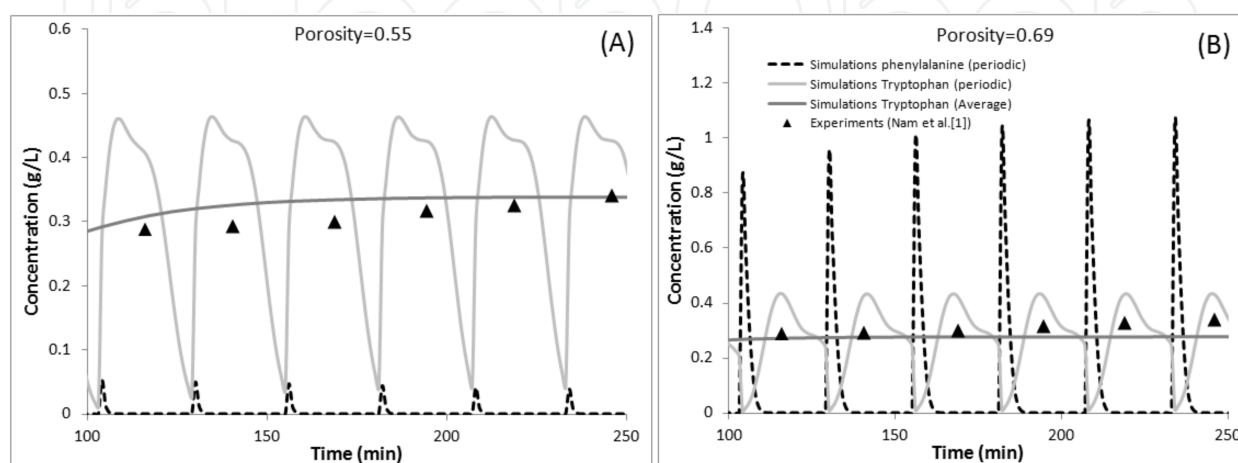 Porosity=0.55
(A)
Concentration (g/L)
0.6
0.5
0.4
0.3
0.2
0.1
0
100
150
200
250
Time (min)
Porosity=0.69
(B)
Simulations phenylalanine (periodic)
Simulations Tryptophan (periodic)
Simulations Tryptophan (Average)
Experiments (Nam et al.[1])
Concentration (g/L)
1.4
1.2
1
0.8
0.6
0.4
0.2
0
100
150
200
250
Time (min)